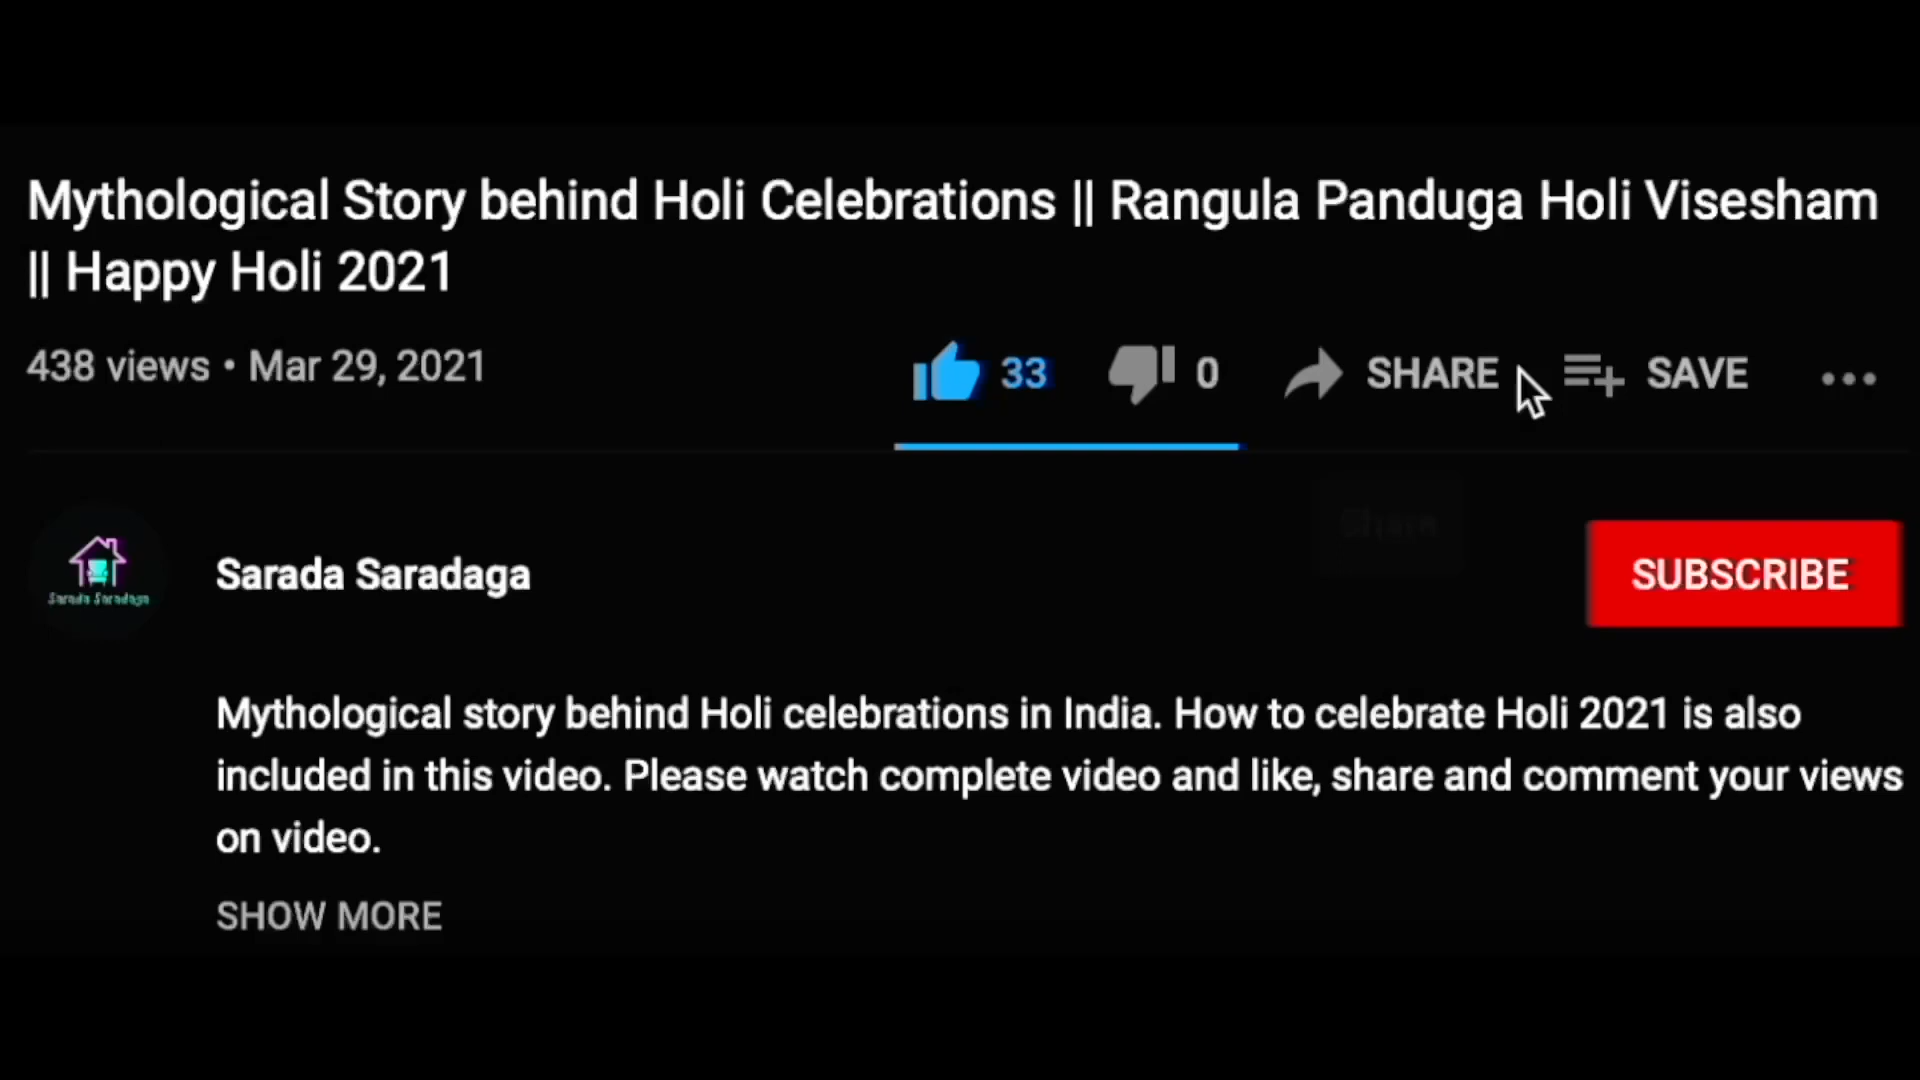 Mythological Story behind Holi Celebrations || Rangula Panduga Holi Visesham
|| Happy Holi 2021
438 views • Mar 29, 2021
33
0
SHARE
SAVE
Sarada Saradaga
Sarada Saradaga
SUBSCRIBE
Share
Mythological story behind Holi celebrations in India. How to celebrate Holi 2021 is also
included in this video. Please watch complete video and like, share and comment your views
on video.
SHOW MORE